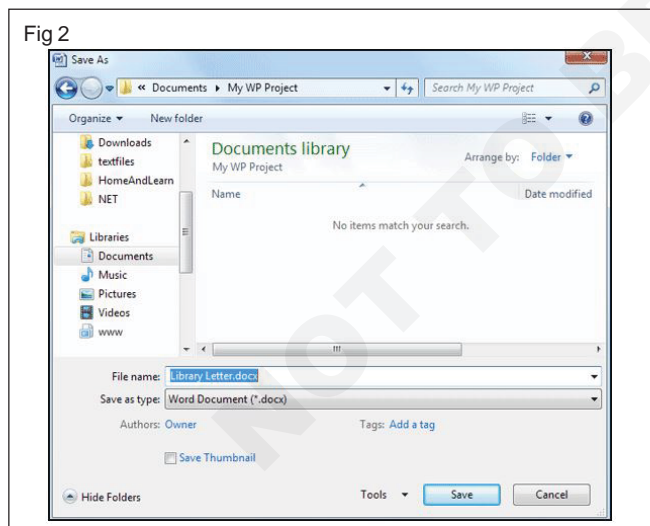 Fig 2
Save As
« Documents ▸ My WP Project
Search My WP Project
Organize ▾ New folder
Downloads
textfiles
HomeAndLearn
NET
Libraries
Documents
Music
Pictures
Videos
www
Documents library
My WP Project
Arrange by: Folder ▾
Name Date modified
No items match your search.
File name: Library Letter.docx
Save as type: Word Document (*.docx)
Authors: Owner Tags: Add a tag
Save Thumbnail
Hide Folders Tools ▾ Save Cancel
NOT TO BE